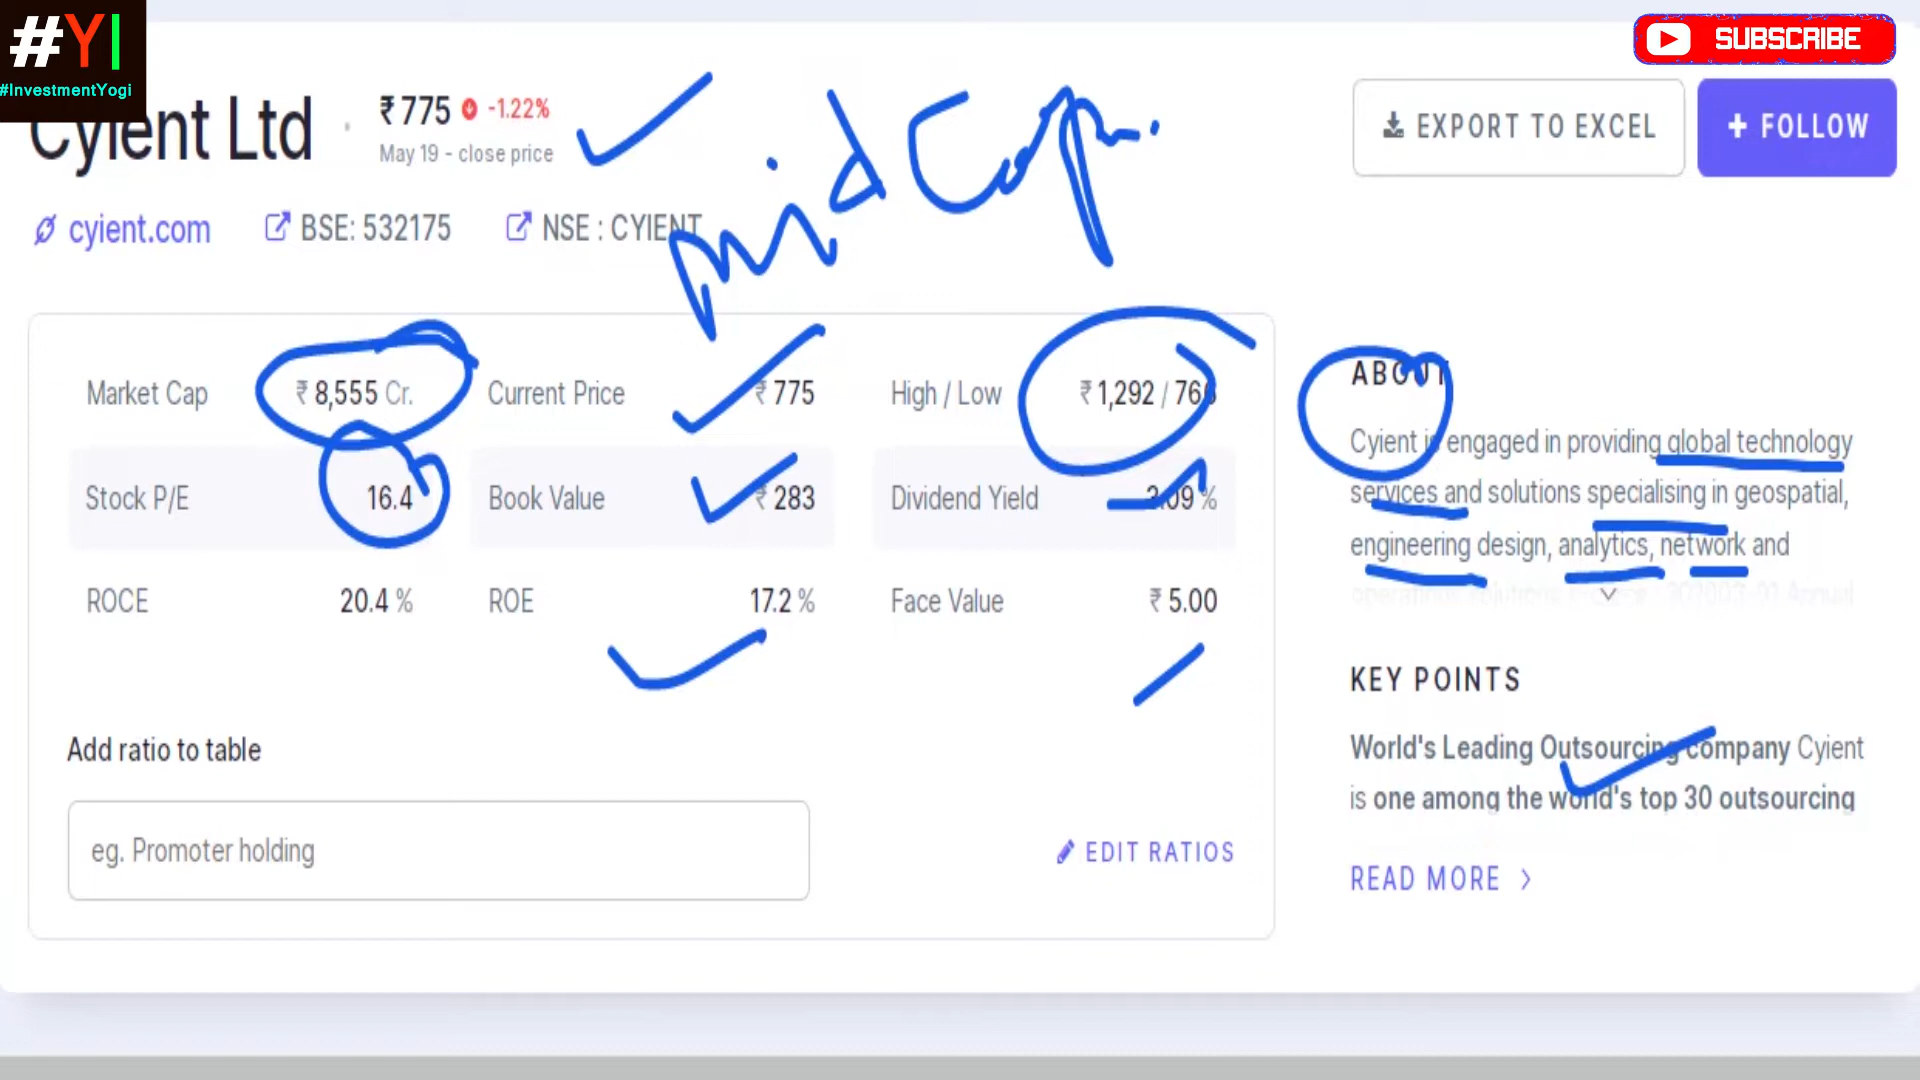 #YI
#InvestmentYogi
SUBSCRIBE
Cyient Ltd
₹ 775 -1.22%
May 19 - close price
EXPORT TO EXCEL
+ FOLLOW
cyient.com
BSE: 532175
NSE : CYIENT
mid Cap.
Market Cap ₹ 8,555 Cr.
Current Price ₹ 775
High / Low ₹ 1,292 / 766
Stock P/E 16.4
Book Value ₹ 283
Dividend Yield 3.09 %
ROCE 20.4 %
ROE 17.2 %
Face Value ₹ 5.00
Add ratio to table
eg. Promoter holding
EDIT RATIOS
ABOUT
Cyient is engaged in providing global technology
services and solutions specialising in geospatial,
engineering design, analytics, network and
KEY POINTS
World's Leading Outsourcing company Cyient
is one among the world's top 30 outsourcing
READ MORE